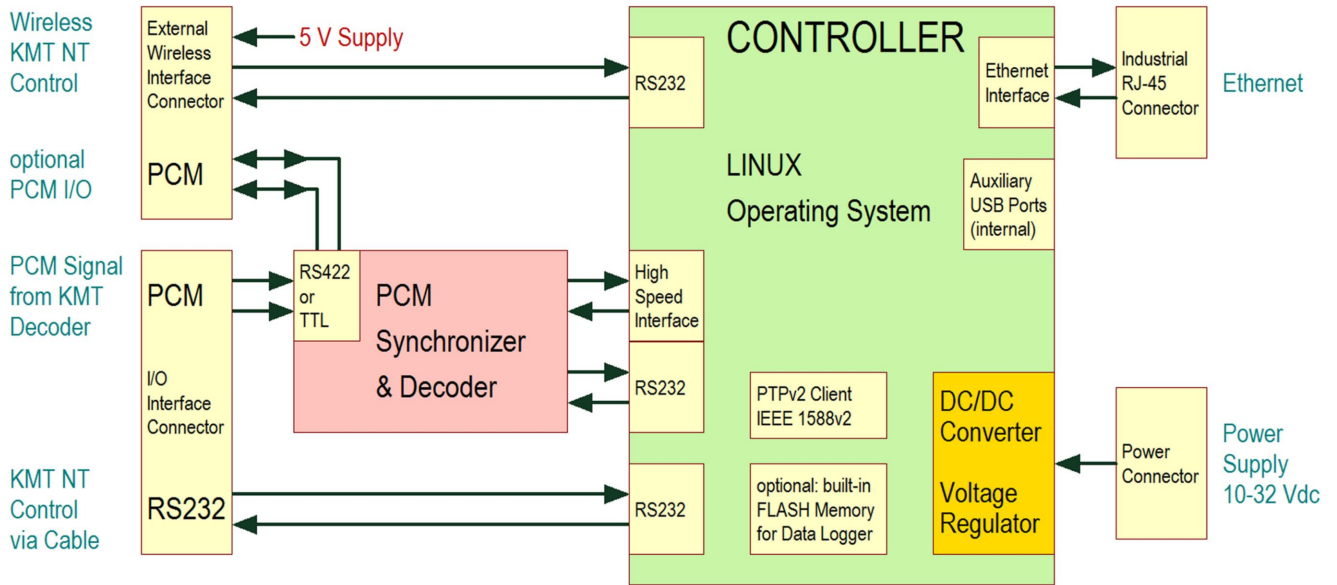 Wireless
KMT NT
Control
External
Wireless
Interface
Connector
5 V Supply
optional
PCM I/O
PCM
PCM Signal
from KMT
Decoder
PCM
I/O
Interface
Connector
KMT NT
Control
via Cable
RS232
RS422
or
TTL
PCM
Synchronizer
& Decoder
CONTROLLER
RS232
LINUX
Operating System
High
Speed
Interface
RS232
RS232
PTPv2 Client
IEEE 1588v2
optional: built-in
FLASH Memory
for Data Logger
Ethernet
Interface
Auxiliary
USB Ports
(internal)
DC/DC
Converter
Voltage
Regulator
Industrial
RJ-45
Connector
Ethernet
Power
Connector
Power
Supply
10-32 Vdc